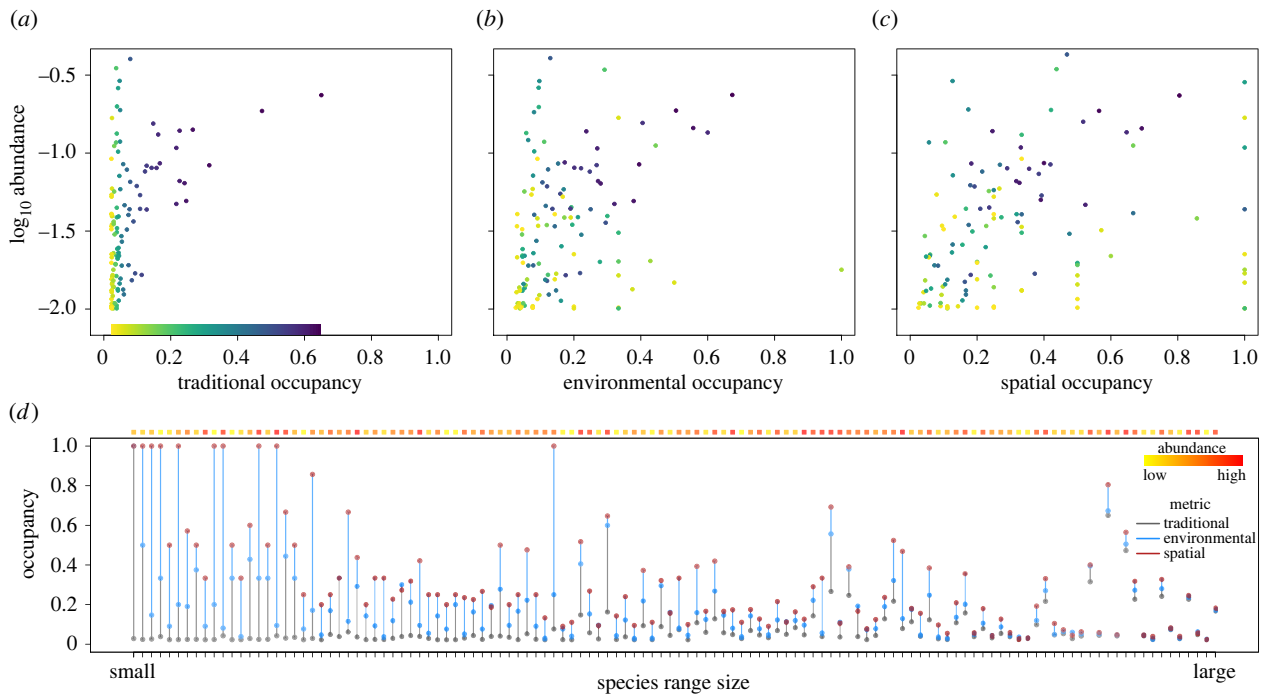 (a)
(b)
(c)
log10 abundance
–0.5
–1.0
–1.5
–2.0
0 0.2 0.4 0.6 0.8 1.0
traditional occupancy
0 0.2 0.4 0.6 0.8 1.0
environmental occupancy
0 0.2 0.4 0.6 0.8 1.0
spatial occupancy
(d)
occupancy
1.0
0.8
0.6
0.4
0.2
0
abundance
low high
metric
traditional
environmental
spatial
small large
species range size